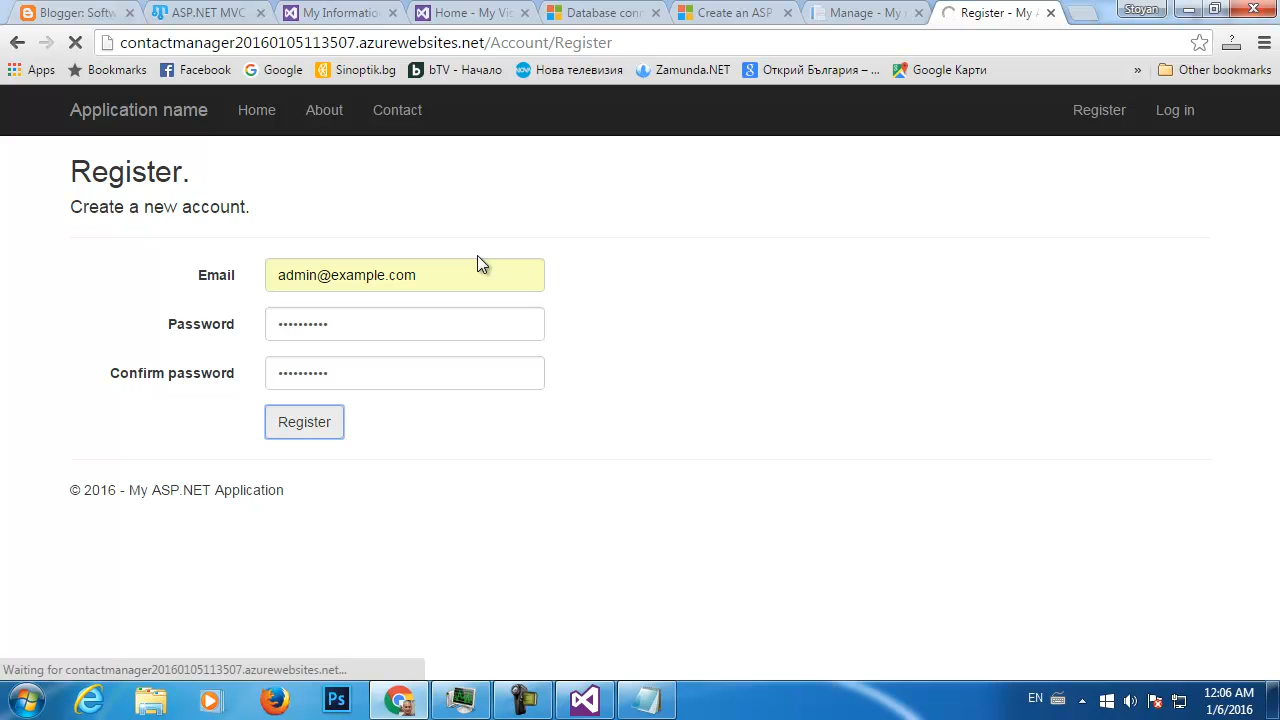 Blogger: Softw
ASP.NET MVC
My Informatio
Home - My Vi
Database conn
Create an ASP
Manage - My
Register - My A
Stoyan
contactmanager20160105113507.azurewebsites.net/Account/Register
Apps
Bookmarks
Facebook
Google
Sinoptik.bg
bTV - Начало
Нова телевизия
Zamunda.NET
Открий България – ...
Google Карти
»
Other bookmarks
Application name
Home
About
Contact
Register
Log in
Register.
Create a new account.
Email
admin@example.com
Password
••••••••••
Confirm password
••••••••••
Register
© 2016 - My ASP.NET Application
Waiting for contactmanager20160105113507.azurewebsites.net...
Ps
EN
12:06 AM
1/6/2016